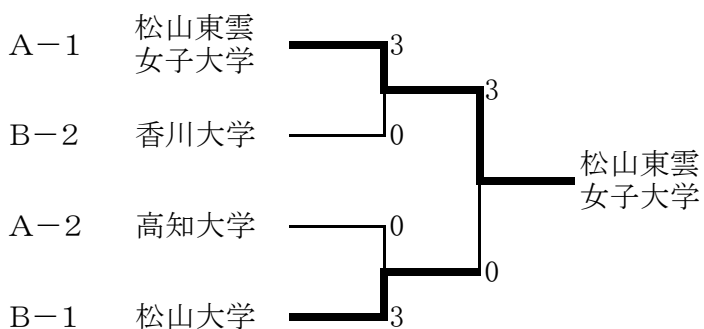 A－1 松山東雲
女子大学
3
3
B－2 香川大学
0
松山東雲
女子大学
A－2 高知大学
0
0
B－1 松山大学
3